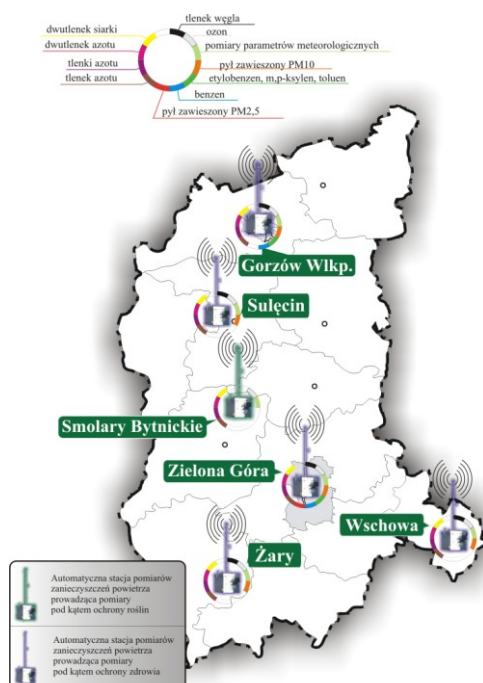 tlenek węgla
dwutlenek siarki
ozon
dwutlenek azotu
pomiary parametrów meteorologicznych
tlenki azotu
pył zawieszony PM10
tlenek azotu
etylobenzen, m,p-ksylen, toluen
benzen
pył zawieszony PM2,5
Gorzów Wlkp.
Sulęcin
Smolary Bytnickie
Zielona Góra
Wschowa
Żary
Automatyczna stacja pomiarów
zanieczyszczeń powietrza
prowadząca pomiary
pod kątem ochrony roślin
Automatyczna stacja pomiarów
zanieczyszczeń powietrza
prowadząca pomiary
pod kątem ochrony zdrowia